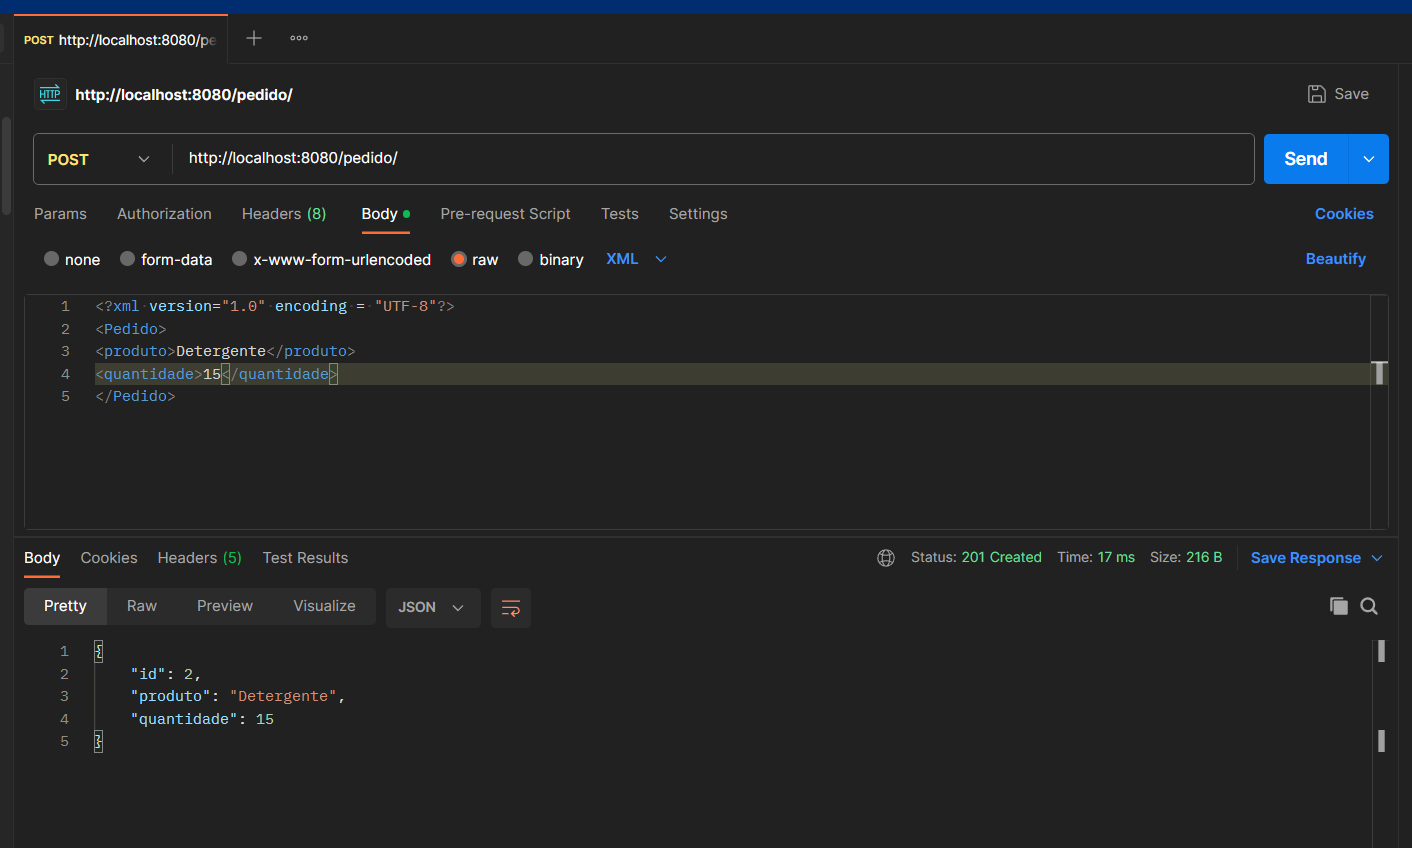 POST http://localhost:8080/pe
HTTP http://localhost:8080/pedido/ Save
POST http://localhost:8080/pedido/ Send
Params Authorization Headers (8) Body Pre-request Script Tests Settings Cookies
none form-data x-www-form-urlencoded raw binary XML Beautify
1 <?xml version="1.0" encoding = "UTF-8"?>
2 <Pedido>
3 <produto>Detergente</produto>
4 <quantidade>15</quantidade>
5 </Pedido>
Body Cookies Headers (5) Test Results Status: 201 Created Time: 17 ms Size: 216 B Save Response
Pretty Raw Preview Visualize JSON
1 {
2 "id": 2,
3 "produto": "Detergente",
4 "quantidade": 15
5 }